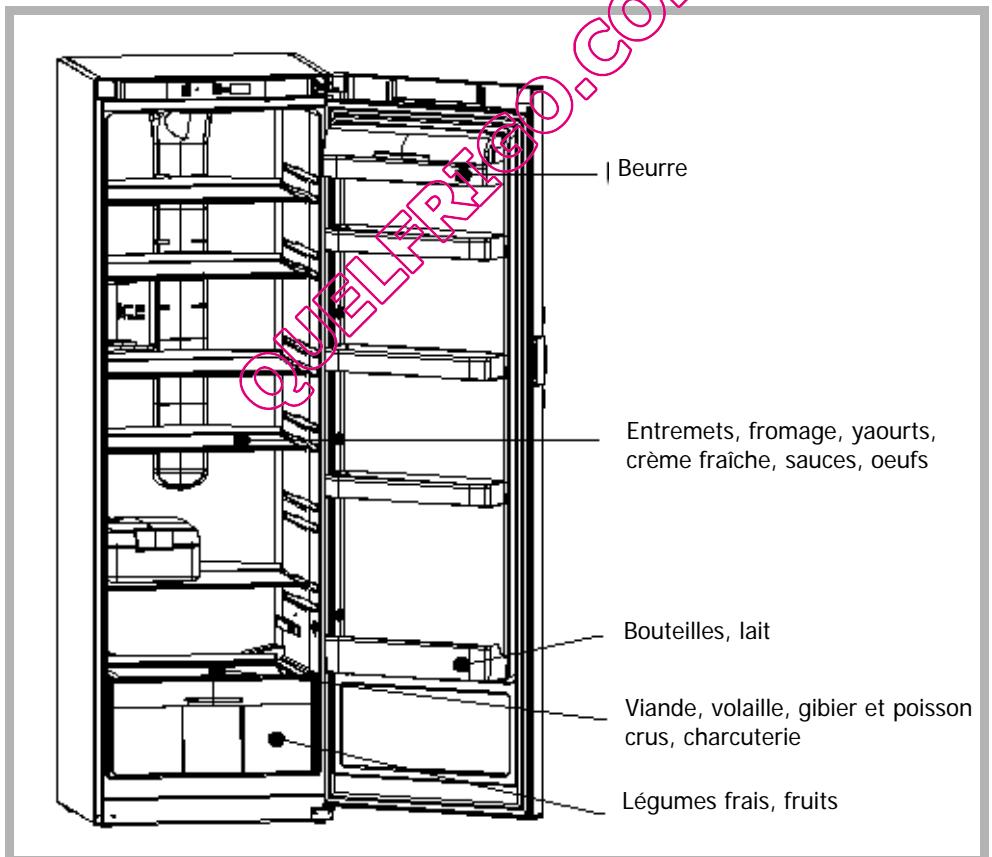 QUELFRIGO.CO
Beurre
Entremets, fromage, yaourts,
crème fraîche, sauces, oeufs
Bouteilles, lait
Viande, volaille, gibier et poisson
crus, charcuterie
Légumes frais, fruits